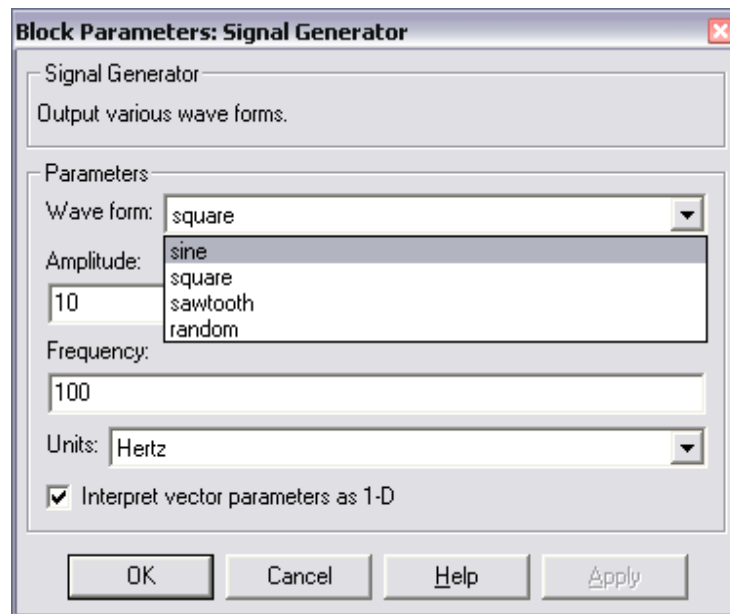 Block Parameters: Signal Generator
Signal Generator
Output various wave forms.
Parameters
Wave form: square
sine
square
sawtooth
random
Amplitude:
10
Frequency:
100
Units: Hertz
Interpret vector parameters as 1-D
OK Cancel Help Apply